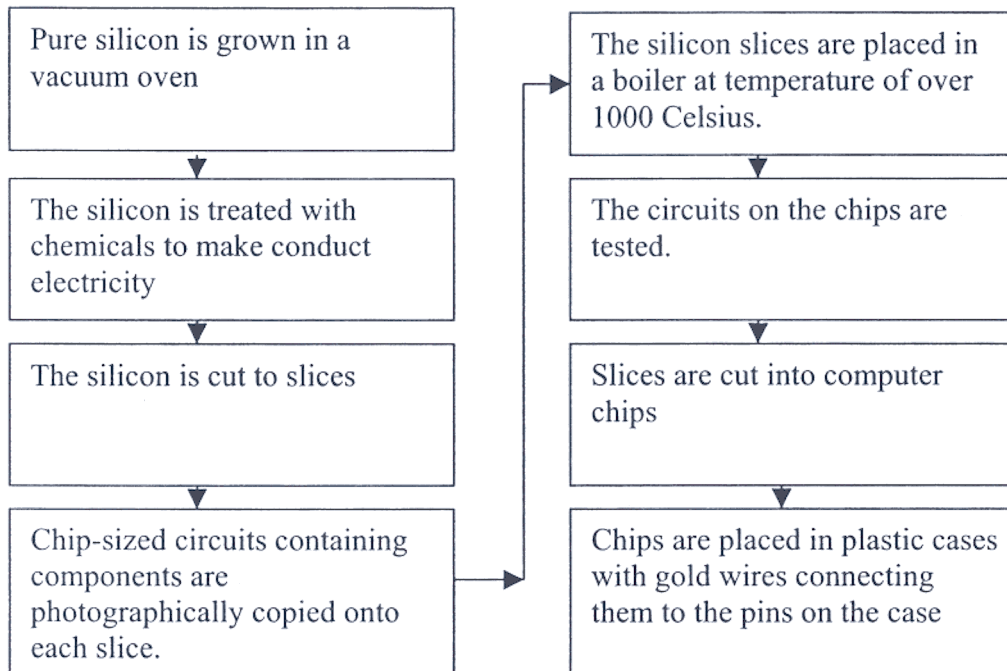 Pure silicon is grown in a
vacuum oven
The silicon is treated with
chemicals to make conduct
electricity
The silicon is cut to slices
Chip-sized circuits containing
components are
photographically copied onto
each slice.
The silicon slices are placed in
a boiler at temperature of over
1000 Celsius.
The circuits on the chips are
tested.
Slices are cut into computer
chips
Chips are placed in plastic cases
with gold wires connecting
them to the pins on the case